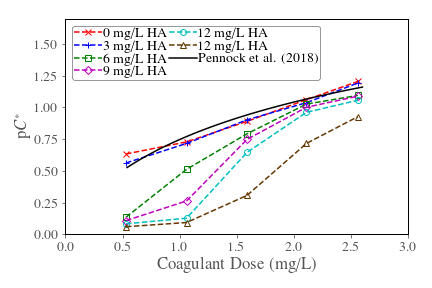 0 mg/L HA
3 mg/L HA
6 mg/L HA
9 mg/L HA
12 mg/L HA
12 mg/L HA
Pennock et al. (2018)
1.50
1.25
1.00
0.75
0.50
0.25
0.00
pC*
0.0 0.5 1.0 1.5 2.0 2.5 3.0
Coagulant Dose (mg/L)